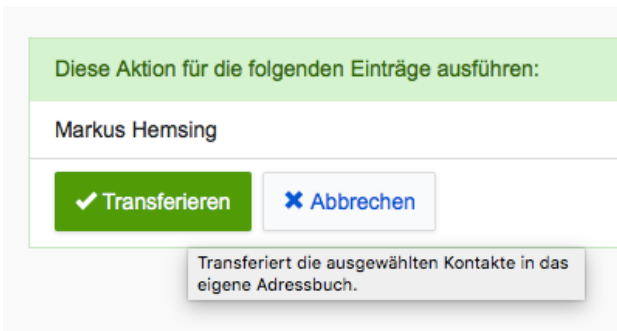 Diese Aktion für die folgenden Einträge ausführen:
Markus Hemsing
Transferieren
Abbrechen
Transferiert die ausgewählten Kontakte in das
eigene Adressbuch.